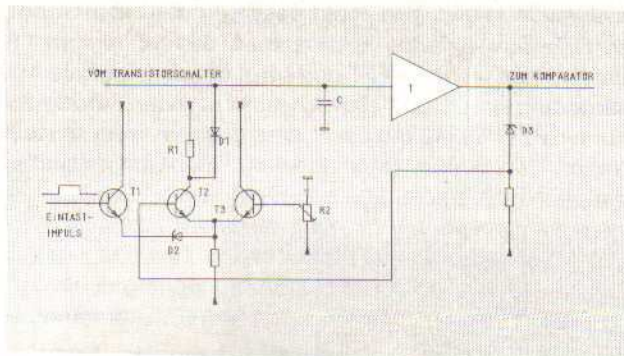 VOM TRANSISTORSCHALTER
ZUM KOMPARATOR
1
C
D3
D1
R1
T1
T2
T3
R2
EINTAST-
IMPULS
D2